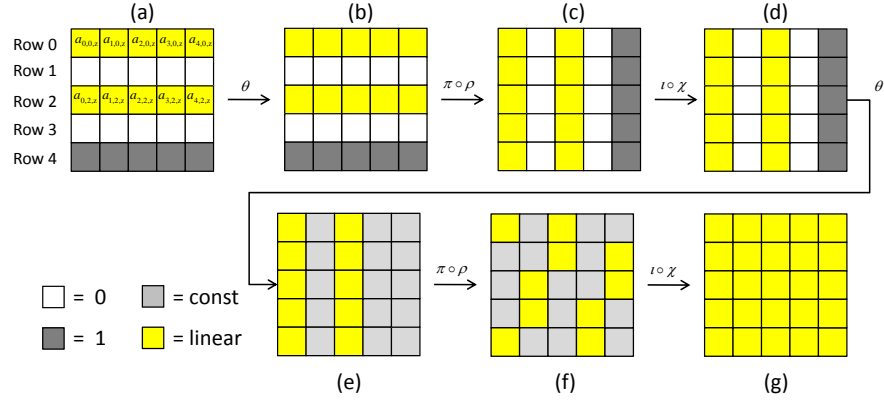 (a) (b) (c) (d)
Row 0 a0,0,z a1,0,z a2,0,z a3,0,z a4,0,z
Row 1
Row 2 a0,2,z a1,2,z a2,2,z a3,2,z a4,2,z
Row 3
Row 4
θ π∘ρ ι∘χ θ
π∘ρ ι∘χ
= 0 = const
= 1 = linear
(e) (f) (g)